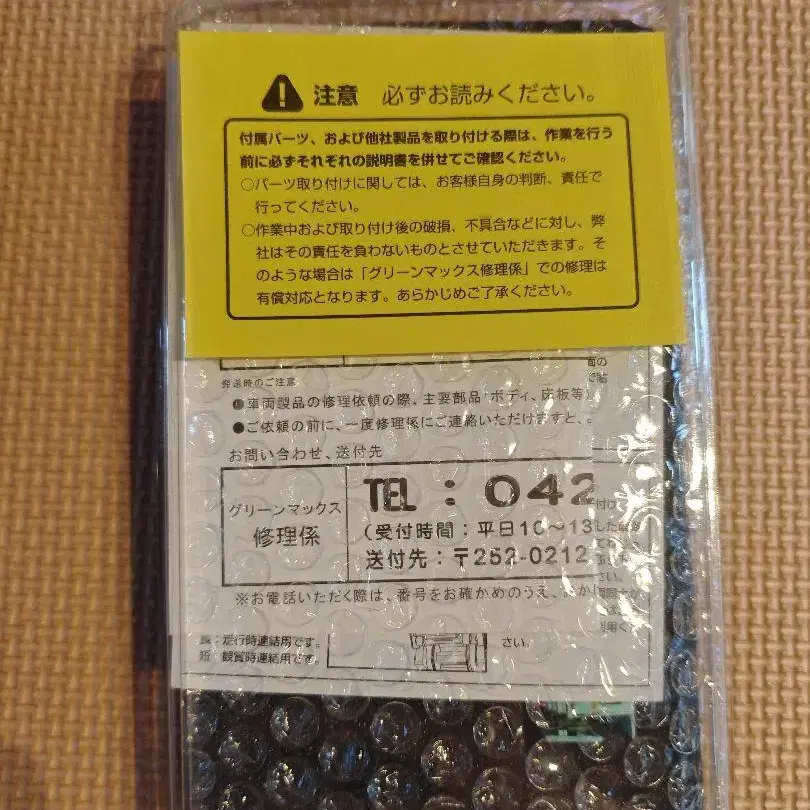 注意 必ずお読みください。
付属パーツ、および他社製品を取り付ける際は、作業を行う
前に必ずそれぞれの説明書を併せてご確認ください。
○パーツ取り付けに関しては、お客様自身の判断、責任で
行ってください。
○作業中および取り付け後の破損、不具合などに対し、弊
社はその責任を負わないものとさせていただきます。そ
のような場合は「グリーンマックス修理係」での修理は
有償対応となります。あらかじめご了承ください。
発送時のご注意
●車両製品の修理依頼の際、主要部品(ボディ、床板等)
●ご依頼の前に、一度修理係にご連絡いただけますと、
お問い合わせ、送付先
グリーンマックス
修理係
TEL:042
(受付時間:平日10~13
送付先:〒252-0212
※お電話いただく際は、番号をお確かめのうえ、
長:走行時連結用です。
短:観賞時連結用です。
さい。